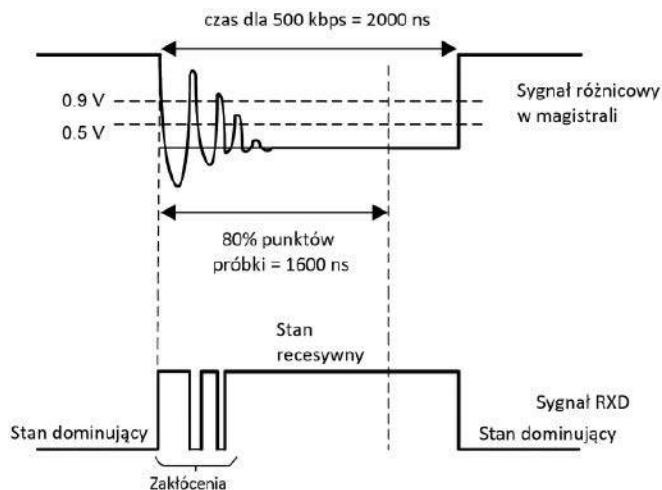 czas dla 500 kbps = 2000 ns
0.9 V
0.5 V
Sygnał różnicowy
w magistrali
80% punktów
próbki = 1600 ns
Stan
recesywny
Sygnał RXD
Stan dominujący
Stan dominujący
Zakłócenia